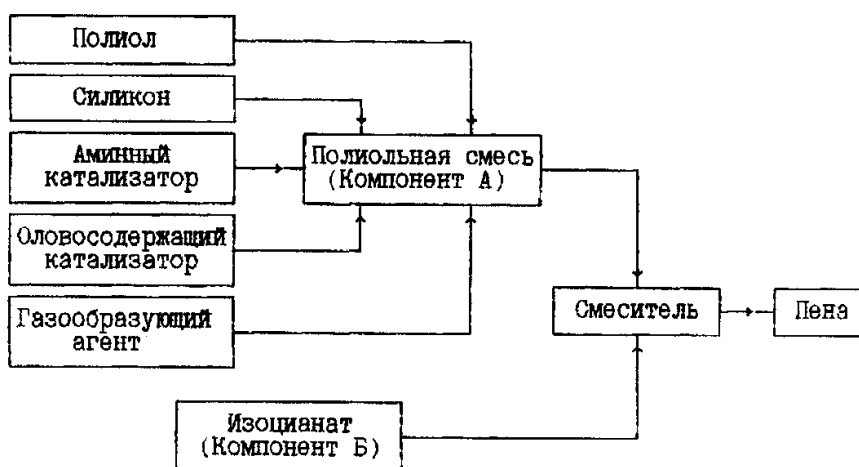 Полиол
Силикон
Аминный
катализатор
Полиольная смесь
(Компонент А)
Оловосодержащий
катализатор
Газообразующий
агент
Смеситель
Пена
Изоцианат
(Компонент Б)